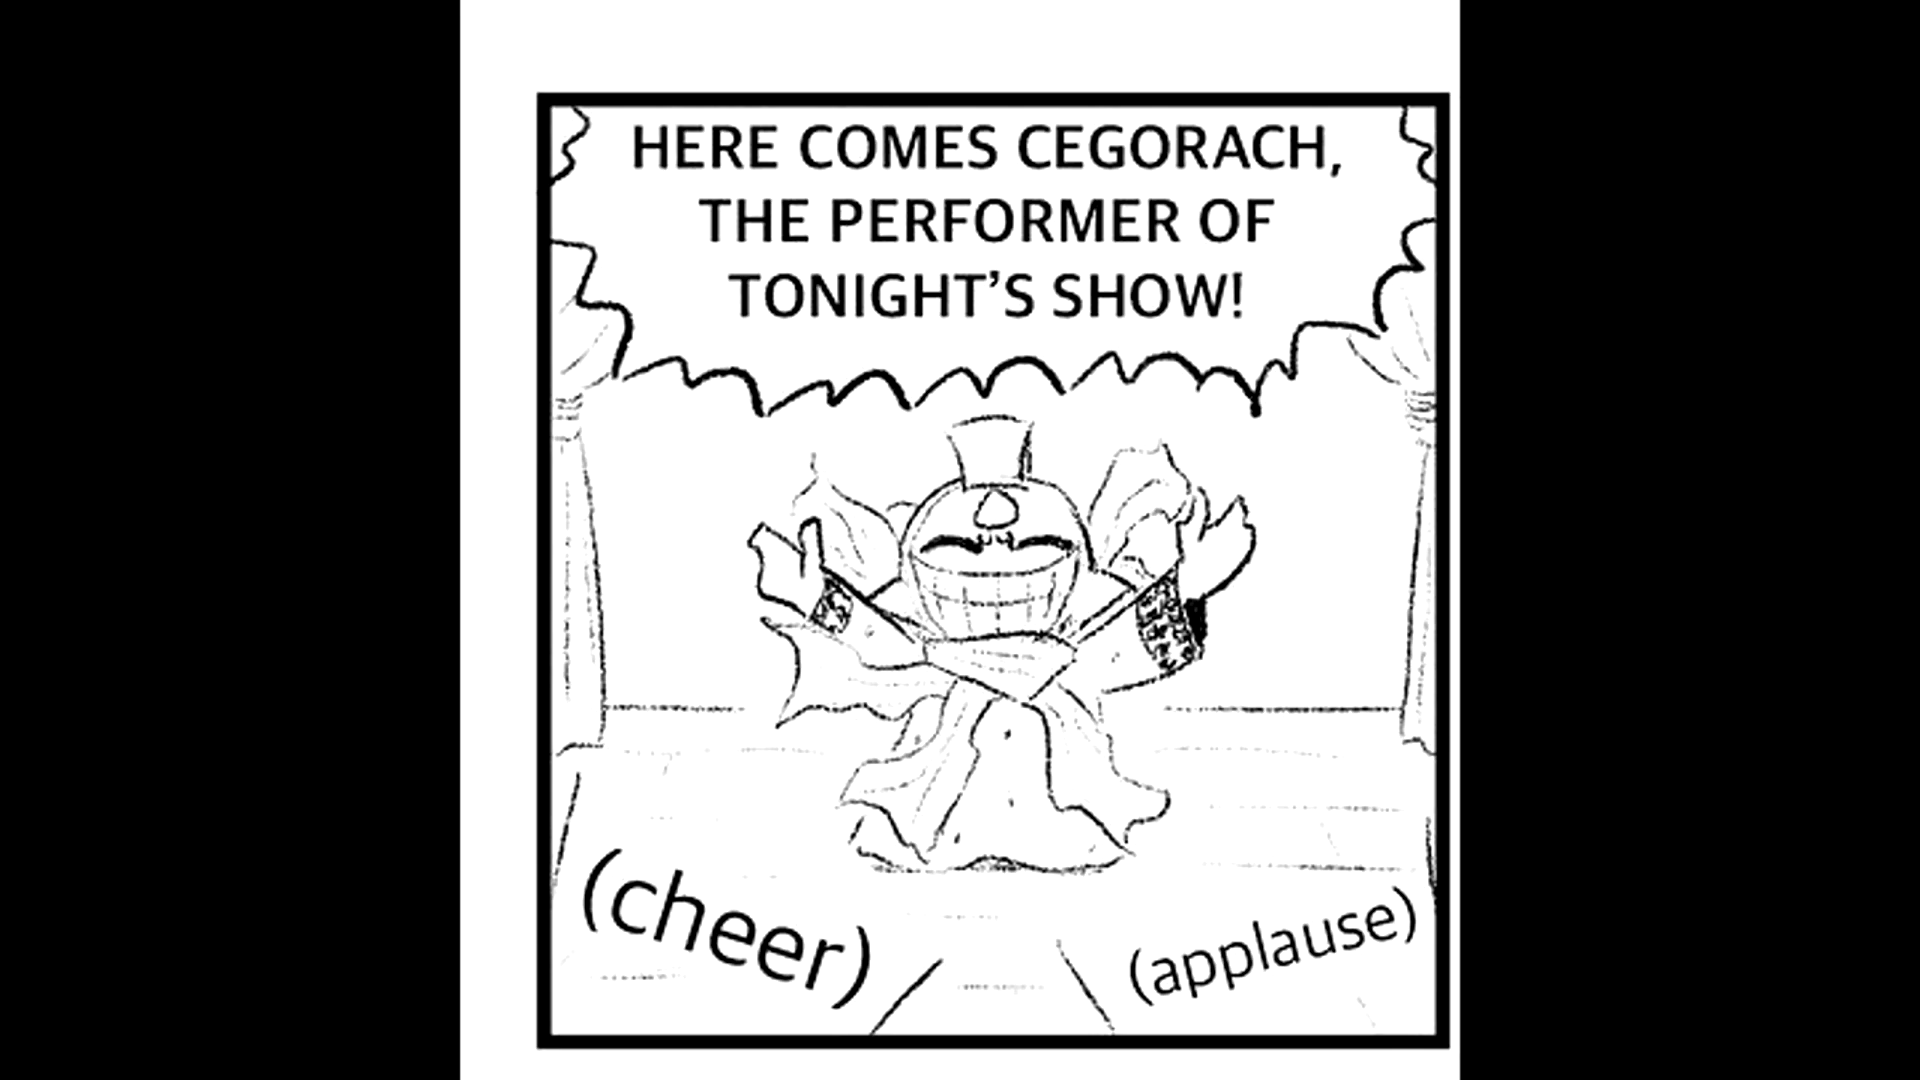 HERE COMES CEGORACH,
THE PERFORMER OF
TONIGHT'S SHOW!
(cheer)
(applause)